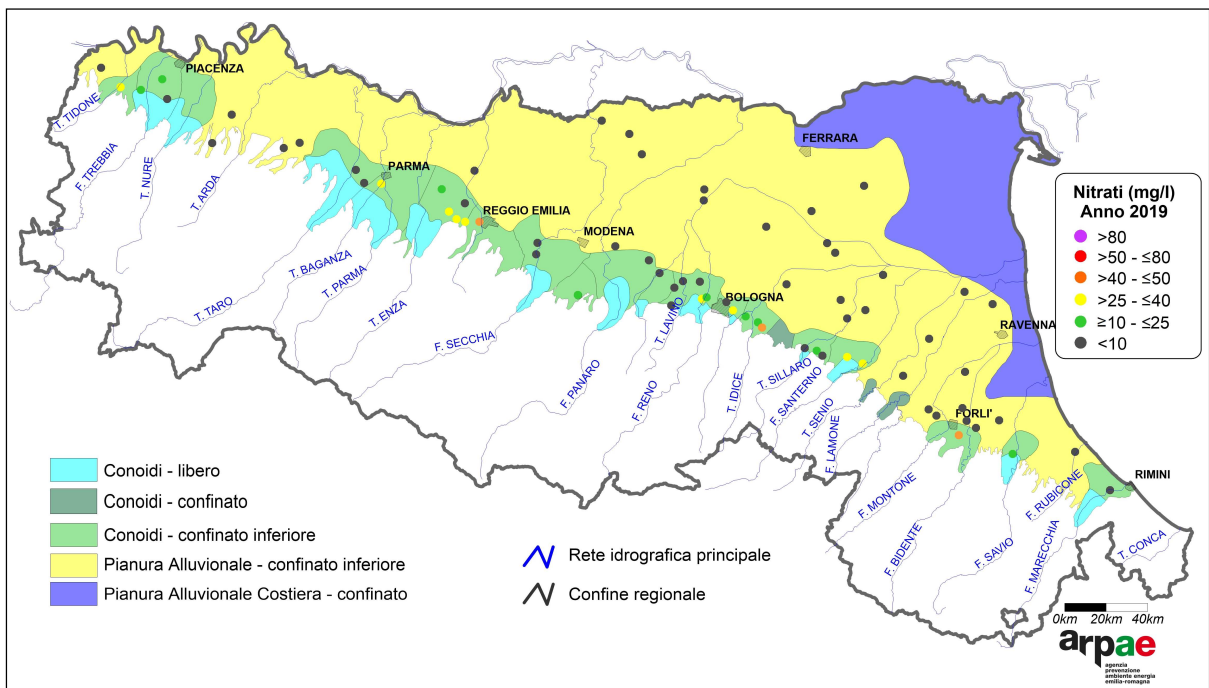 PIACENZA
T. TIDONE
F. TREBBIA
T. NURE
T. ARDA
PARMA
FERRARA
REGGIO EMILIA
MODENA
T. BAGANZA
T. PARMA
T. TARO
T. ENZA
F. SECCHIA
BOLOGNA
T. LAVINO
F. PANARO
F. RENO
T. IDICE
T. SILLARO
F. SANTERNO
T. SENIO
F. LAMONE
RAVENNA
FORLI'
F. MONTONE
F. BIDENTE
F. SAVIO
F. RUBICONE
F. MARECCHIA
RIMINI
T. CONCA
Nitrati (mg/l)
Anno 2019
>80
>50 - ≤80
>40 - ≤50
>25 - ≤40
≥10 - ≤25
<10
Conoidi - libero
Conoidi - confinato
Conoidi - confinato inferiore
Pianura Alluvionale - confinato inferiore
Pianura Alluvionale Costiera - confinato
Rete idrografica principale
Confine regionale
0km 20km 40km
arpae
agenzia
prevenzione
ambiente energia
emilia-romagna